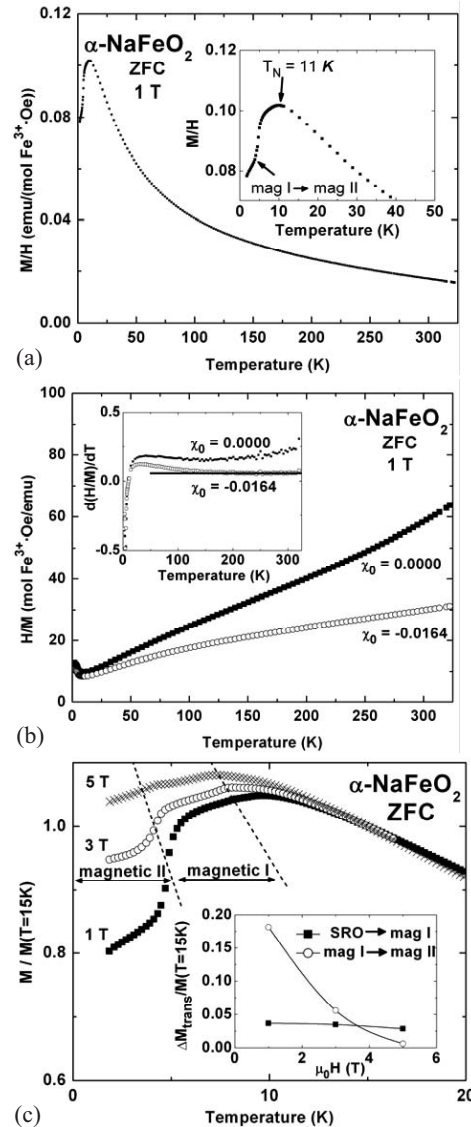 α-NaFeO₂
ZFC
1 T
T_N = 11 K
mag I → mag II
M/H
0.12
0.10
0.08
0 10 20 30 40 50
Temperature (K)
M/H (emu/(mol Fe³⁺·Oe))
0.12
0.08
0.04
0.00
0 50 100 150 200 250 300
Temperature (K)
(a)
α-NaFeO₂
ZFC
1 T
d(H/M)/dT
0.5
0.0
-0.5
χ₀ = 0.0000
χ₀ = -0.0164
0 100 200 300
Temperature (K)
χ₀ = 0.0000
χ₀ = -0.0164
H/M (mol Fe³⁺·Oe/emu)
100
80
60
40
20
0
0 50 100 150 200 250 300
Temperature (K)
(b)
α-NaFeO₂
ZFC
5 T
3 T
1 T
magnetic II
magnetic I
M / M(T=15K)
1.0
0.8
0.6
ΔM_trans/M(T=15K)
0.20
0.15
0.10
0.05
0.00
SRO → mag I
mag I → mag II
0 2 4 6
μ₀H (T)
0 5 10 15 20
Temperature (K)
(c)